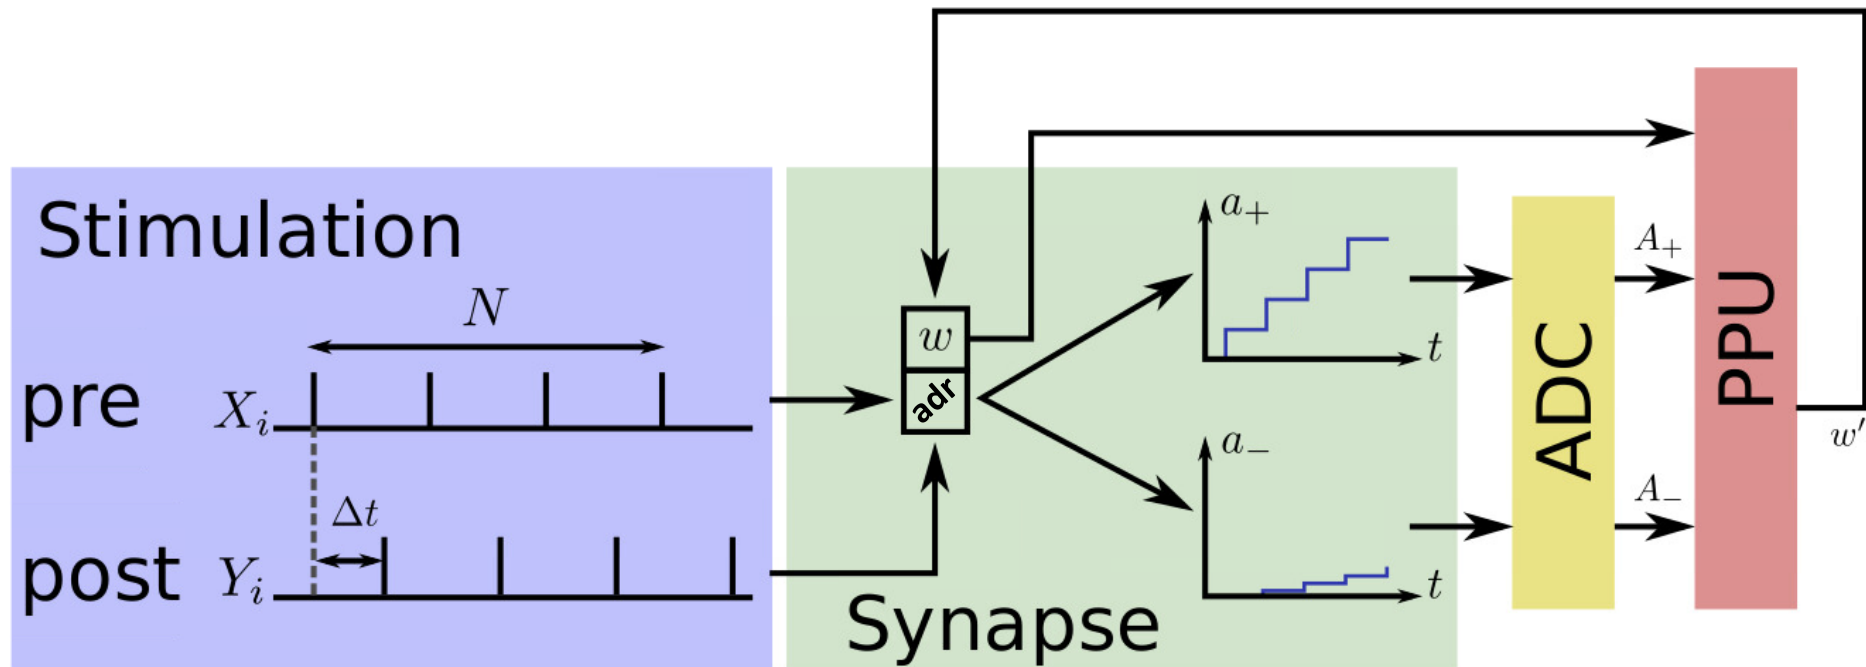 Stimulation
N
pre
X_i
Δt
post
Y_i
w
adr
a_+
t
a_-
t
Synapse
ADC
A_+
A_-
PPU
w'